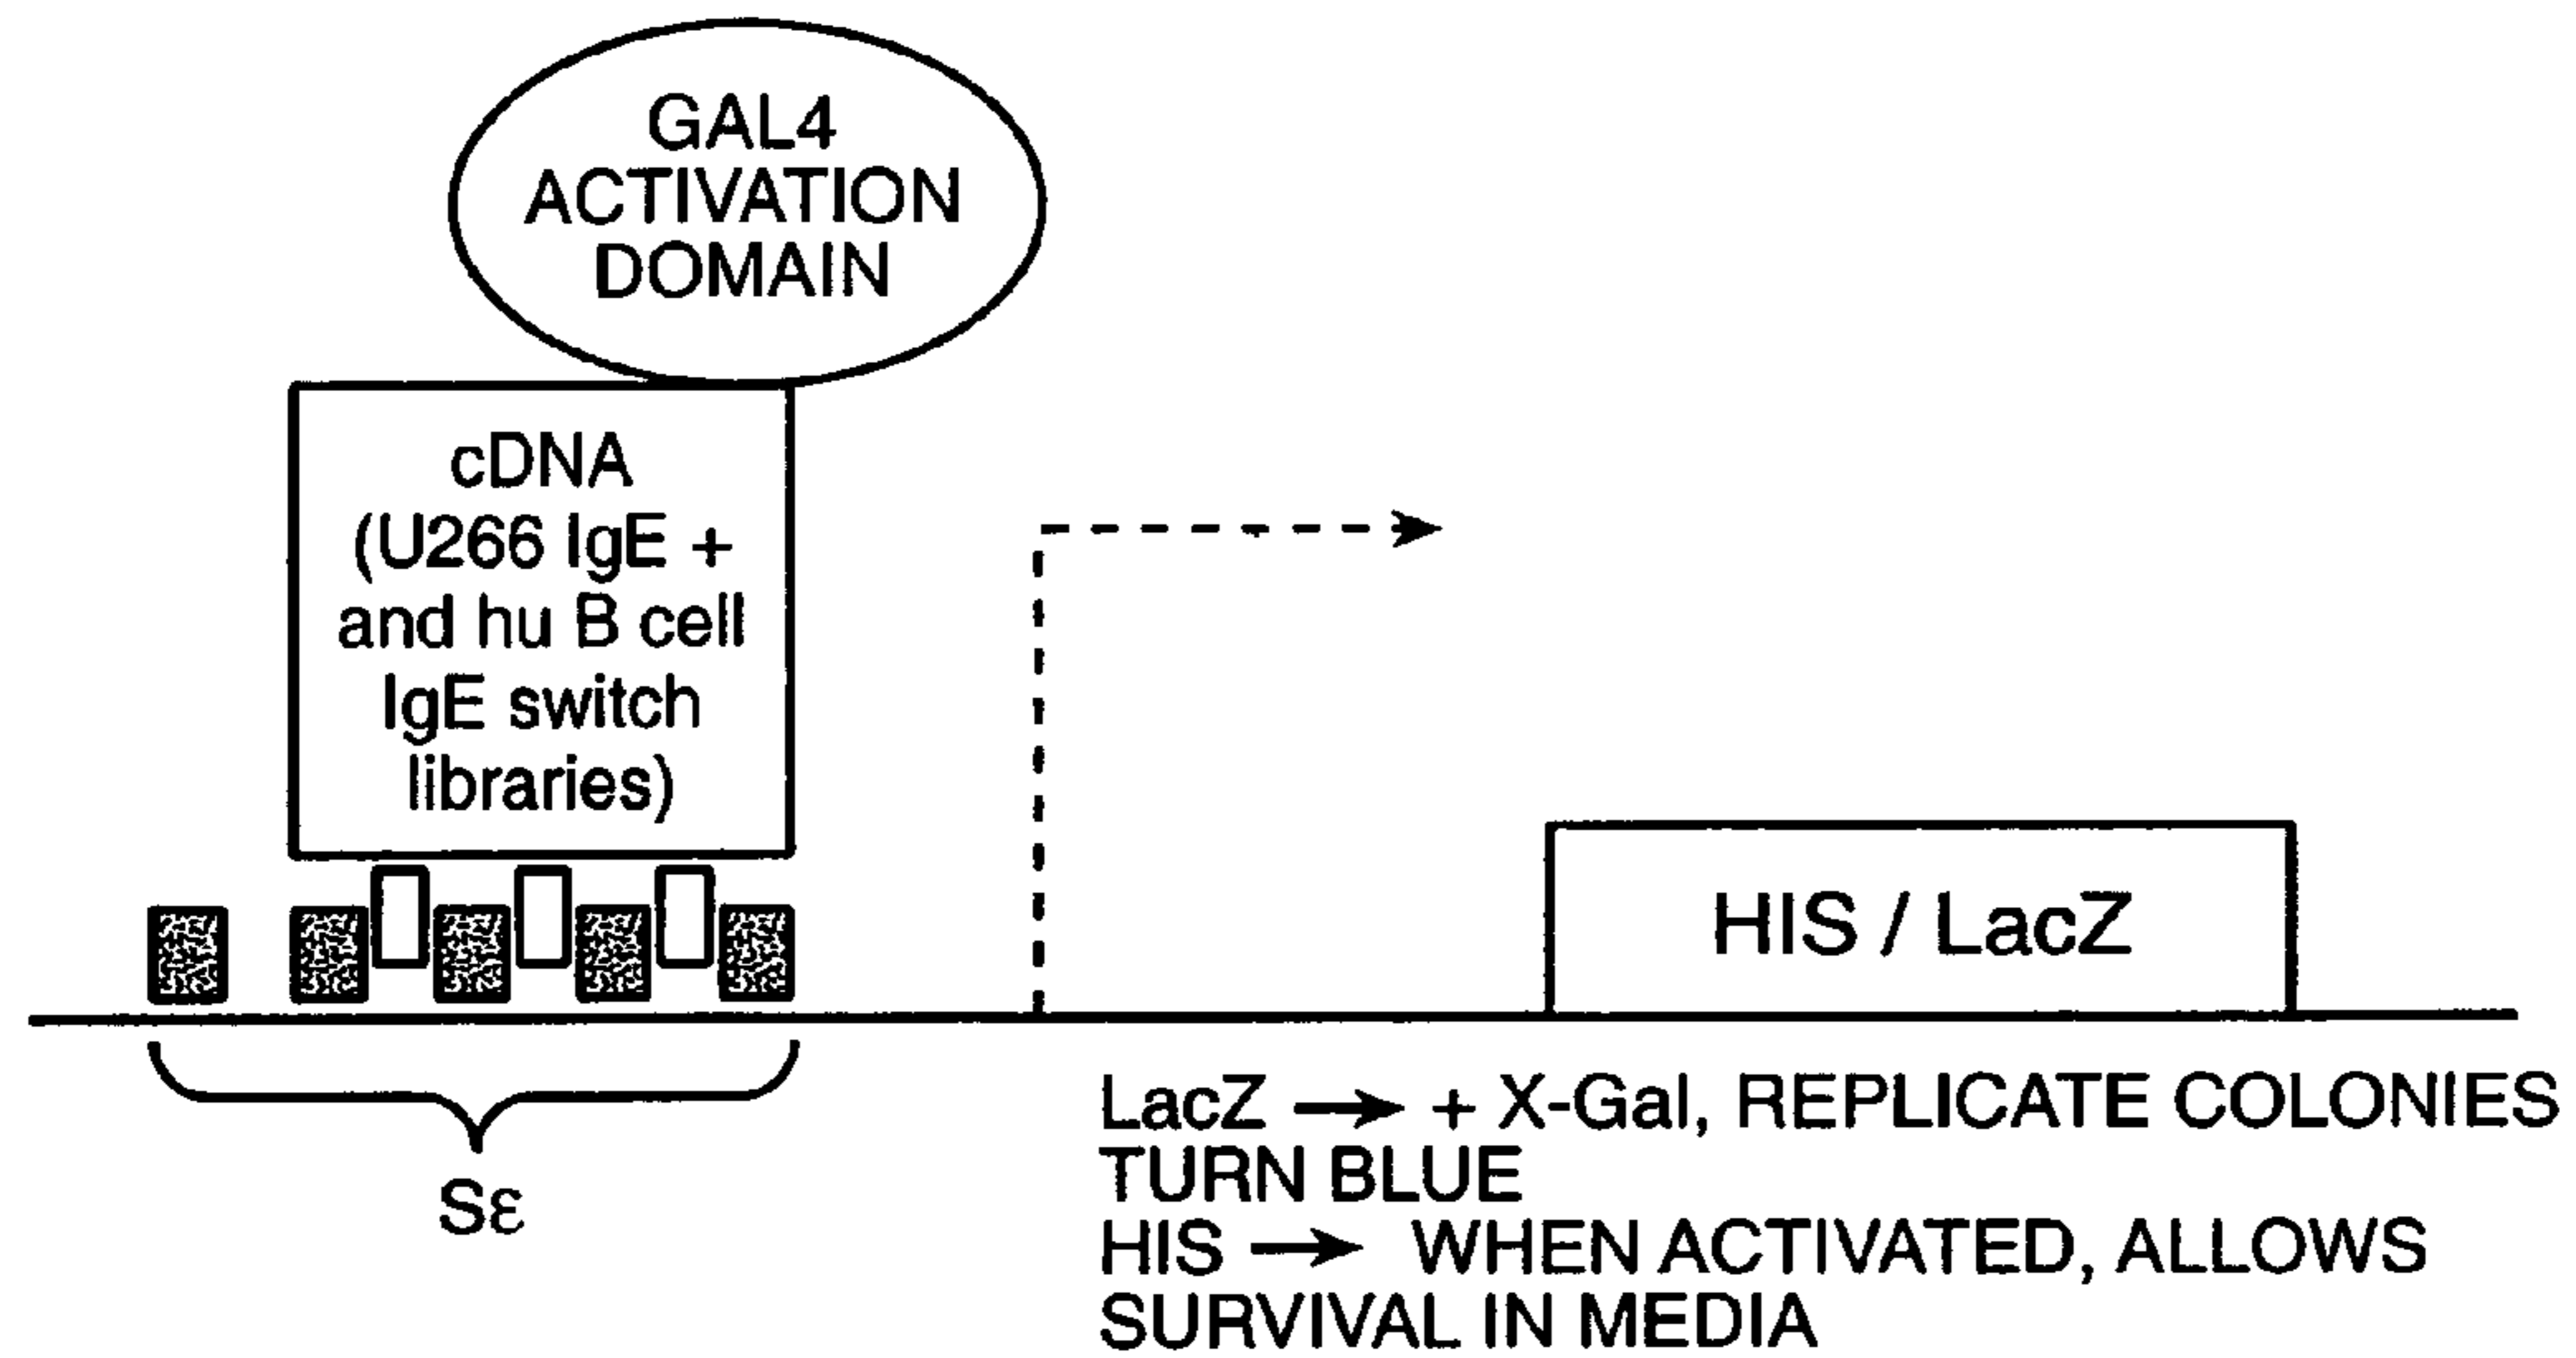 GAL4
ACTIVATION
DOMAIN
cDNA
(U266 IgE +
and hu B cell
IgE switch
libraries)
HIS / LacZ
Sε
LacZ → + X-Gal, REPLICATE COLONIES
TURN BLUE
HIS → WHEN ACTIVATED, ALLOWS
SURVIVAL IN MEDIA